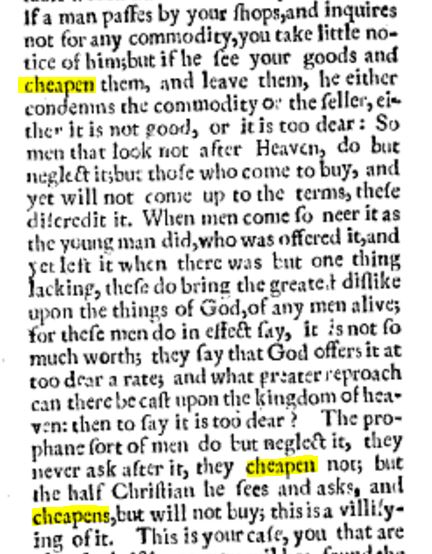 If a man paſſes by your ſhops,and inquires
not for any commodity,you take little no-
tice of him;but if he ſee your goods and
cheapen them, and leave them, he either
condemns the commodity or the ſeller, ei-
ther it is not good, or it is too dear: So
men that look not after Heaven, do but
neglect it;but thoſe who come to buy, and
yet will not come up to the terms, theſe
diſcredit it. When men come ſo neer it as
the young man did,who was offered it,and
yet left it when there was but one thing
lacking, theſe do bring the greateſt diſlike
upon the things of God,of any men alive;
for theſe men do in effect ſay, it is not ſo
much worth; they ſay that God offers it at
too dear a rate; and what greater reproach
can there be caſt upon the kingdom of hea-
ven: then to ſay it is too dear? The pro-
phane ſort of men do but neglect it, they
never ask after it, they cheapen not; but
the half Chriſtian he ſees and asks, and
cheapens,but will not buy; this is a villify-
ing of it. This is your caſe, you that are